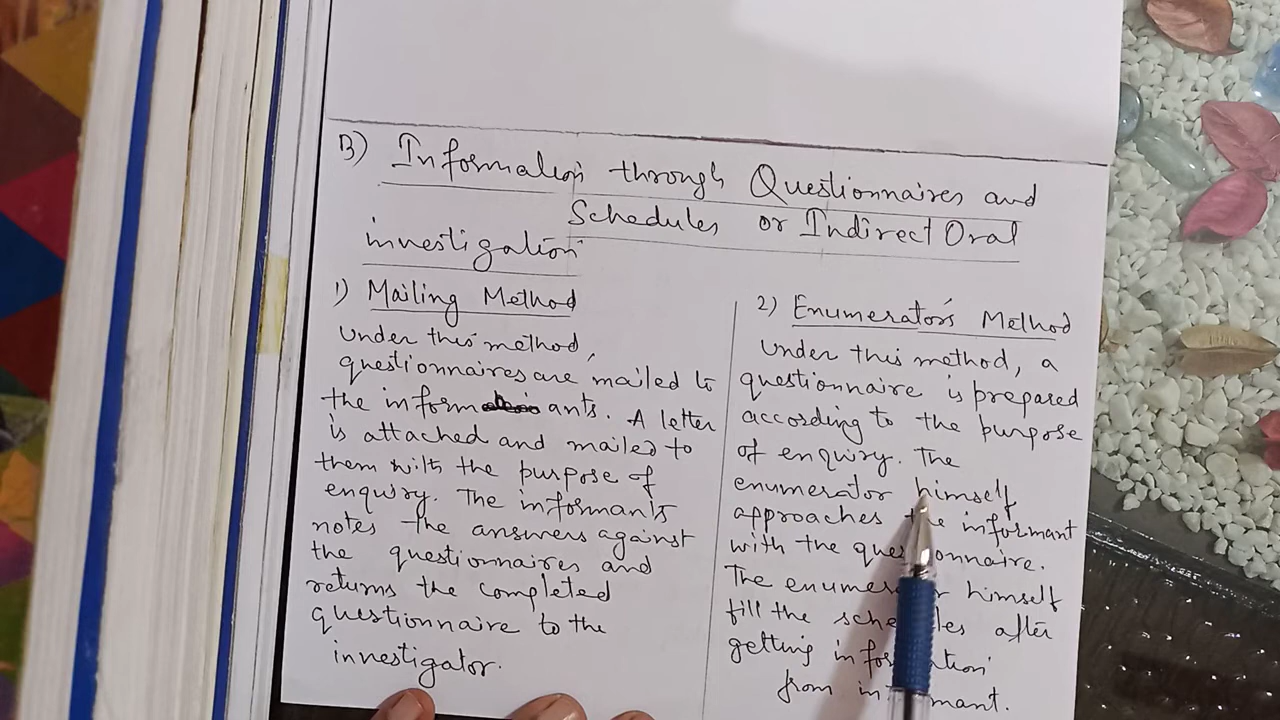 B) Information through Questionnaires and
Schedules or Indirect Oral
investigation
1) Mailing Method
Under this method,
questionnaires are mailed to
the inform ants. A letter
is attached and mailed to
them with the purpose of
enquiry. The informants
notes the answers against
the questionnaires and
returns the completed
questionnaire to the
investigator.
2) Enumerator's Method
Under this method, a
questionnaire is prepared
according to the purpose
of enquiry. The
enumerator himself
approaches the informant
with the questionnaire.
The enumerator himself
fill the schedules after
getting information
from informant.